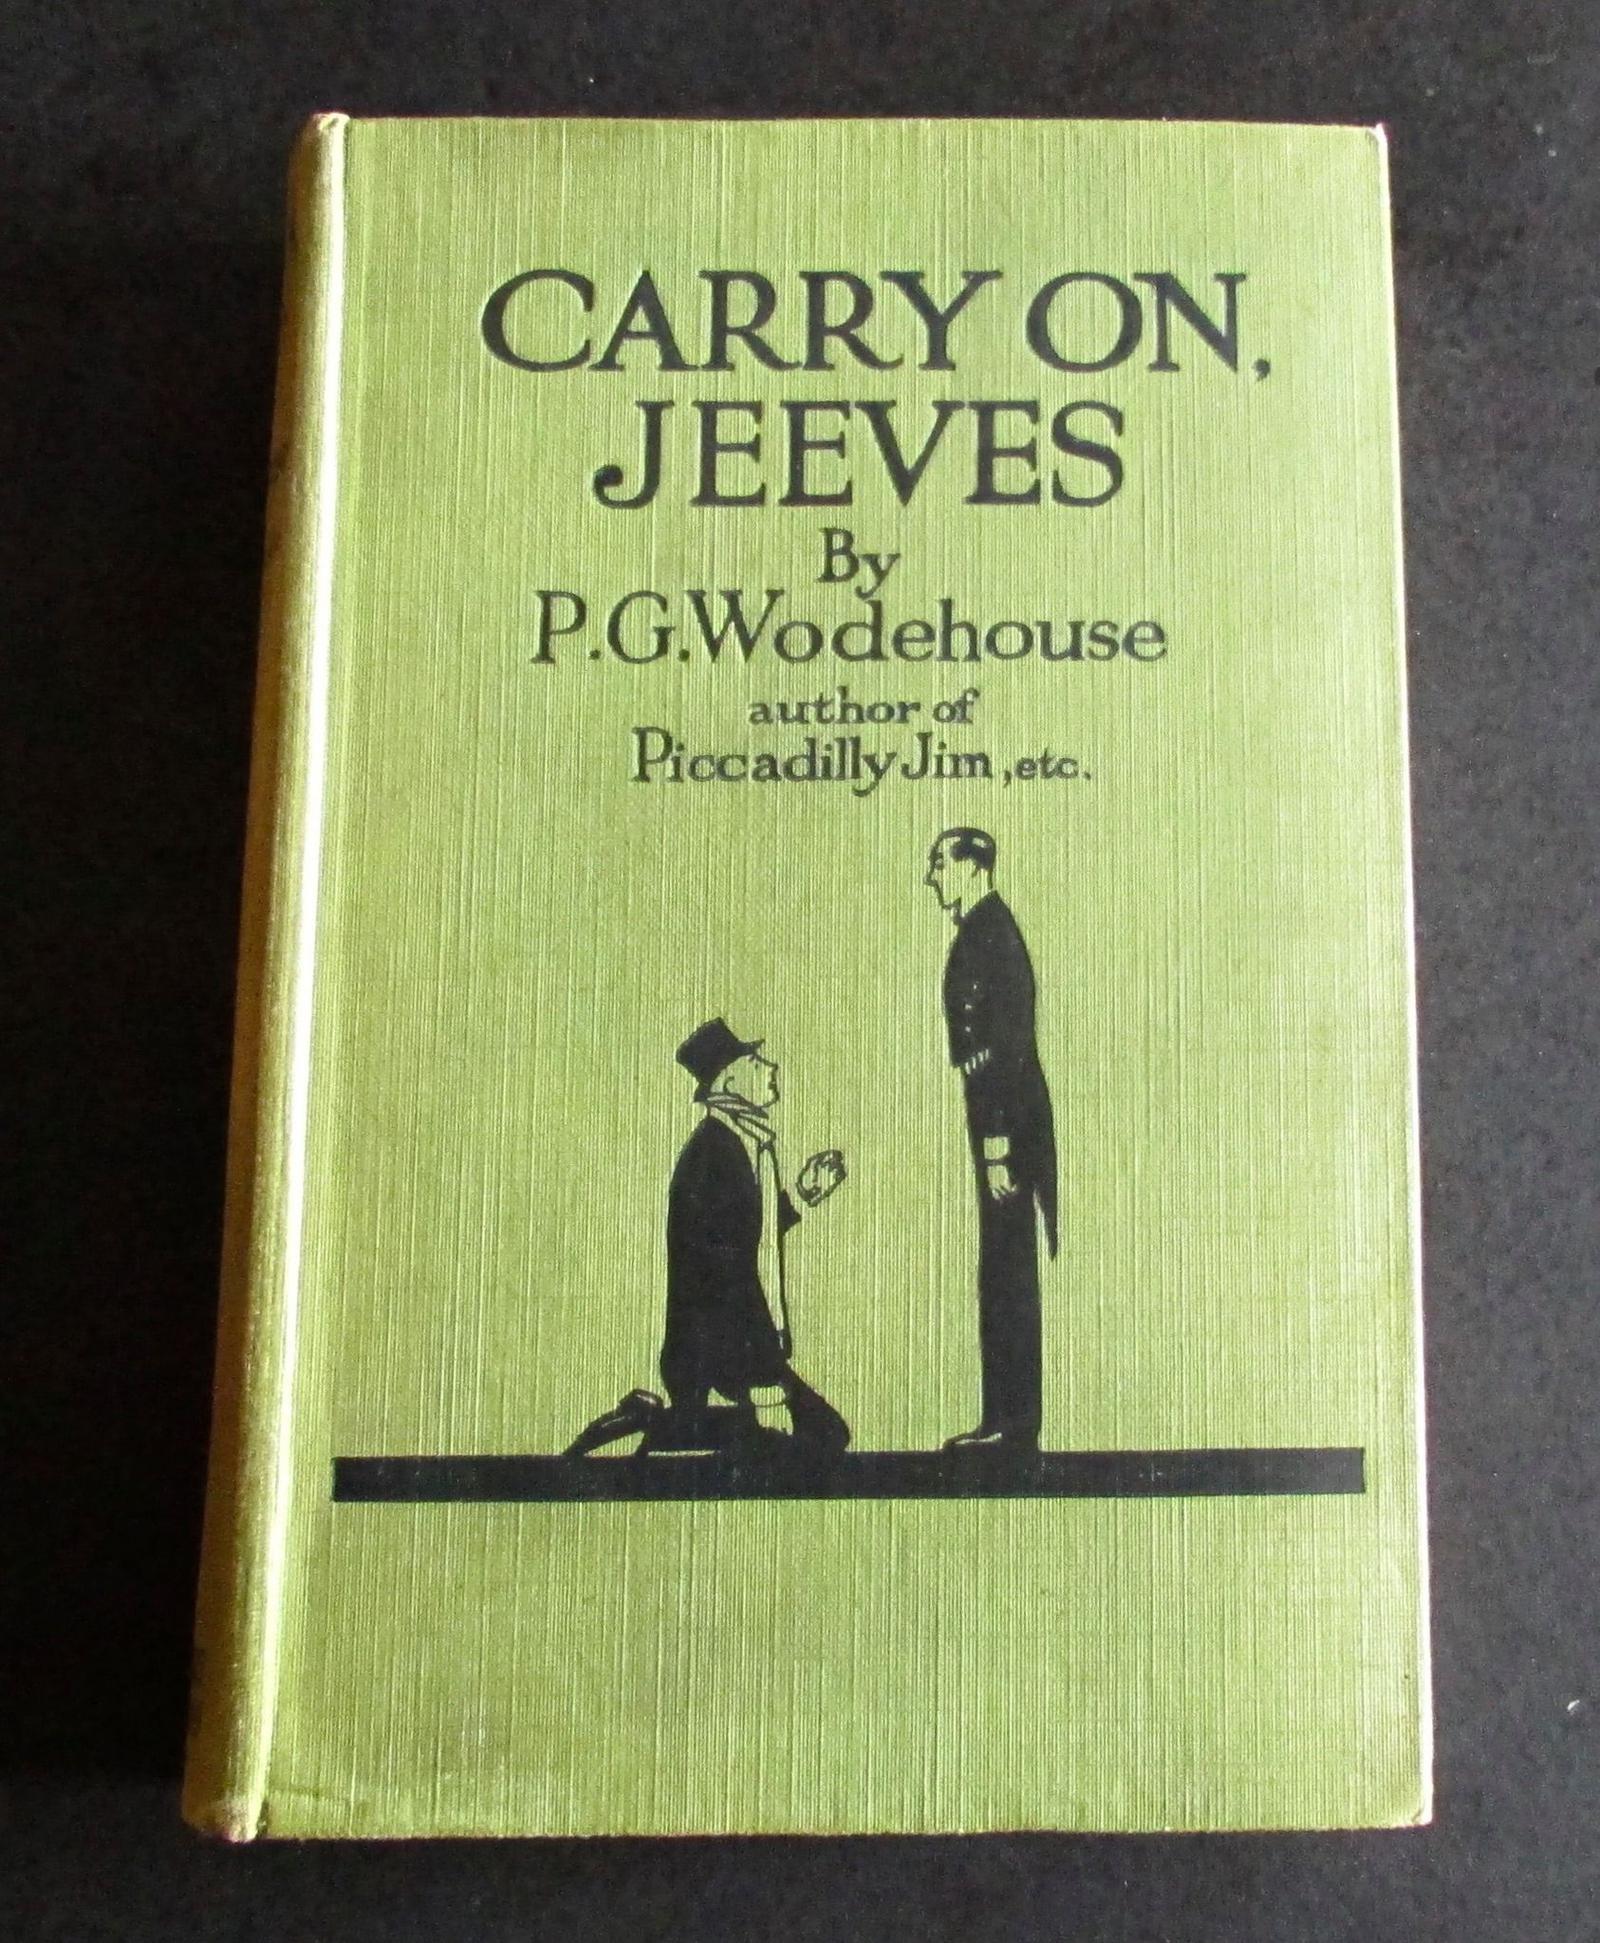 CARRY ON,
JEEVES
By
P.G.Wodehouse
author of
Piccadilly Jim, etc.